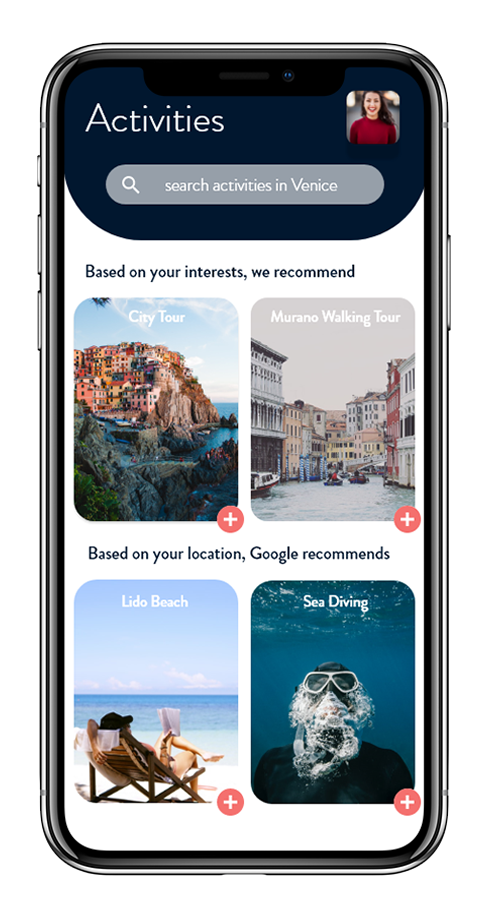 Activities
search activities in Venice
Based on your interests, we recommend
City Tour
Murano Walking Tour
Based on your location, Google recommends
Lido Beach
Sea Diving